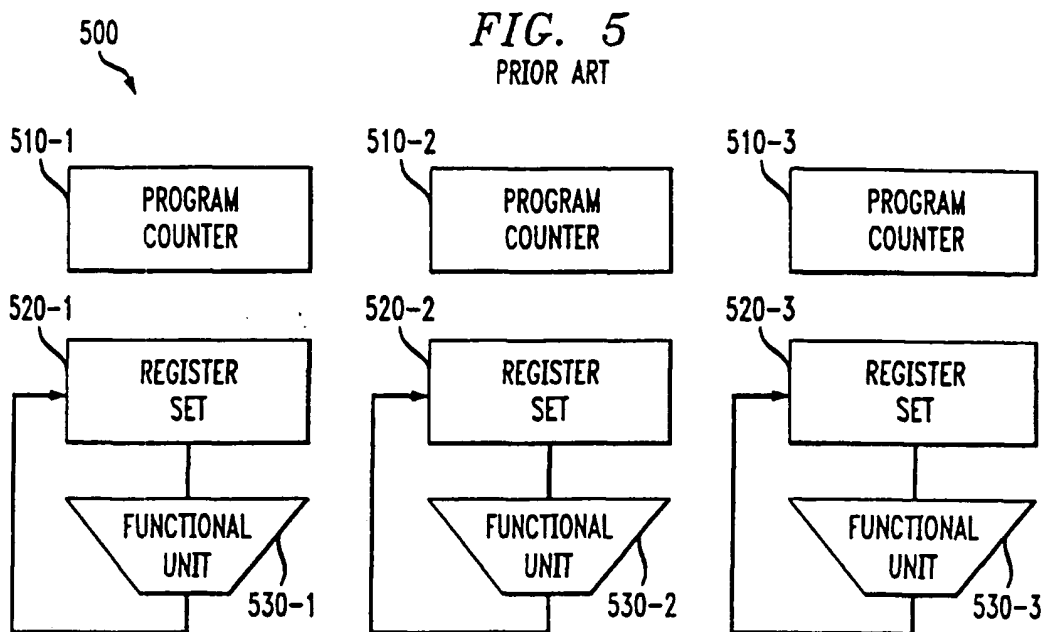 500
FIG. 5
PRIOR ART
510-1
PROGRAM
COUNTER
510-2
PROGRAM
COUNTER
510-3
PROGRAM
COUNTER
520-1
REGISTER
SET
520-2
REGISTER
SET
520-3
REGISTER
SET
FUNCTIONAL
UNIT
530-1
FUNCTIONAL
UNIT
530-2
FUNCTIONAL
UNIT
530-3